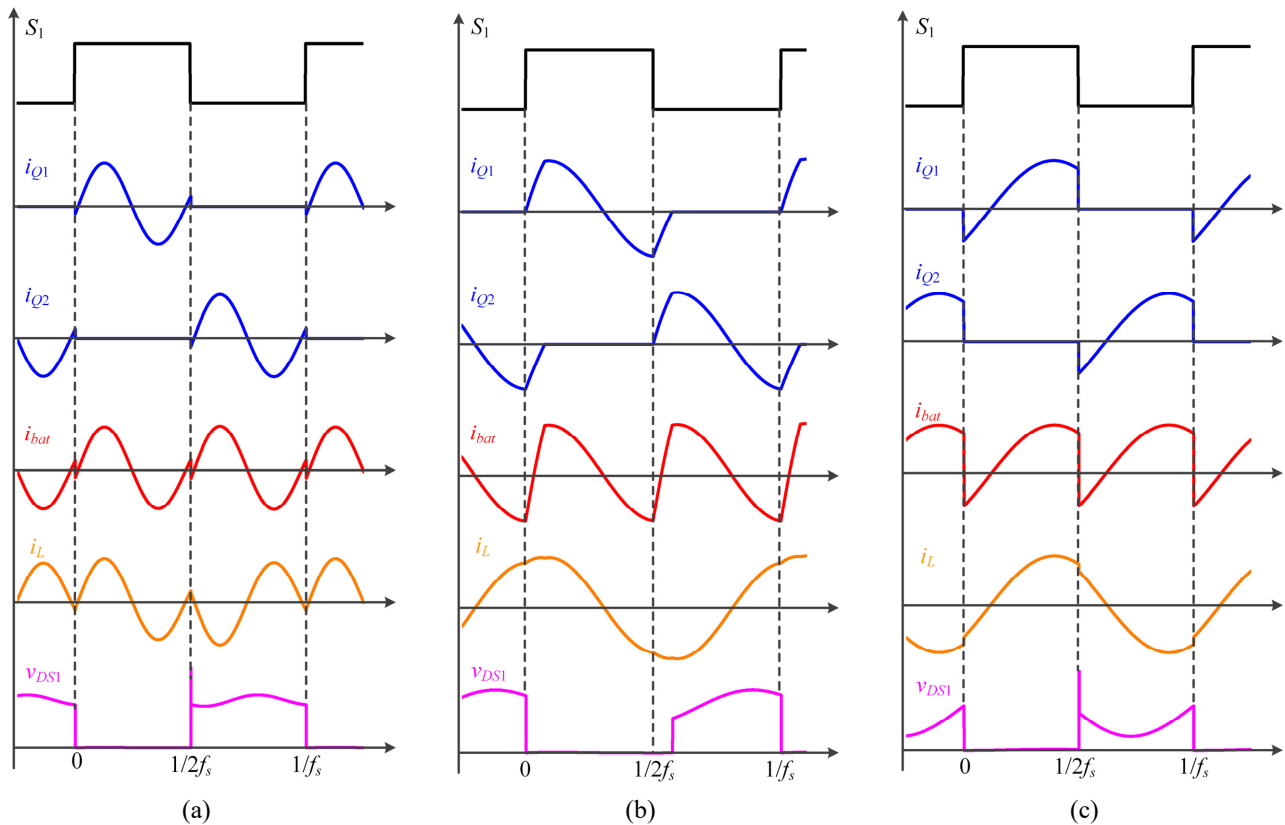 S1
iQ1
iQ2
ibat
iL
vDS1
0 1/2fs 1/fs
(a)
S1
iQ1
iQ2
ibat
iL
vDS1
0 1/2fs 1/fs
(b)
S1
iQ1
iQ2
ibat
iL
vDS1
0 1/2fs 1/fs
(c)